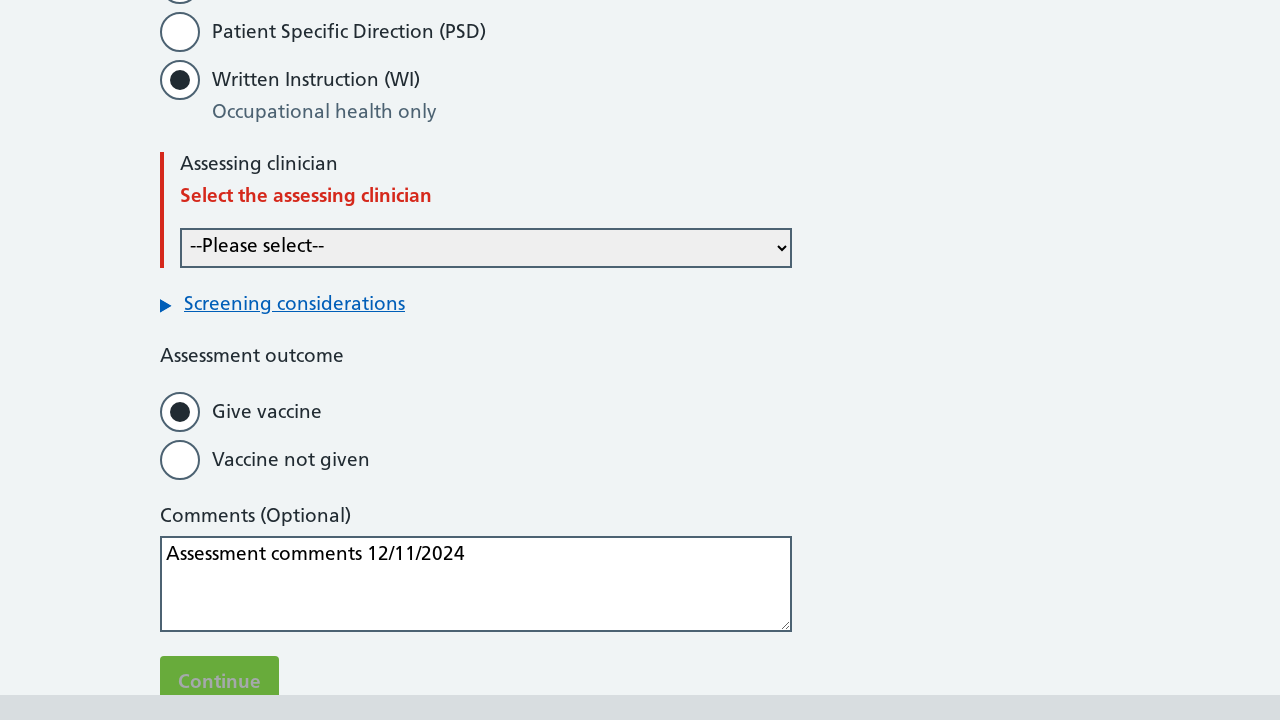 Patient Specific Direction (PSD)
Written Instruction (WI)
Occupational health only
Assessing clinician
Select the assessing clinician
--Please select--
Screening considerations
Assessment outcome
Give vaccine
Vaccine not given
Comments (Optional)
Assessment comments 12/11/2024
Continue